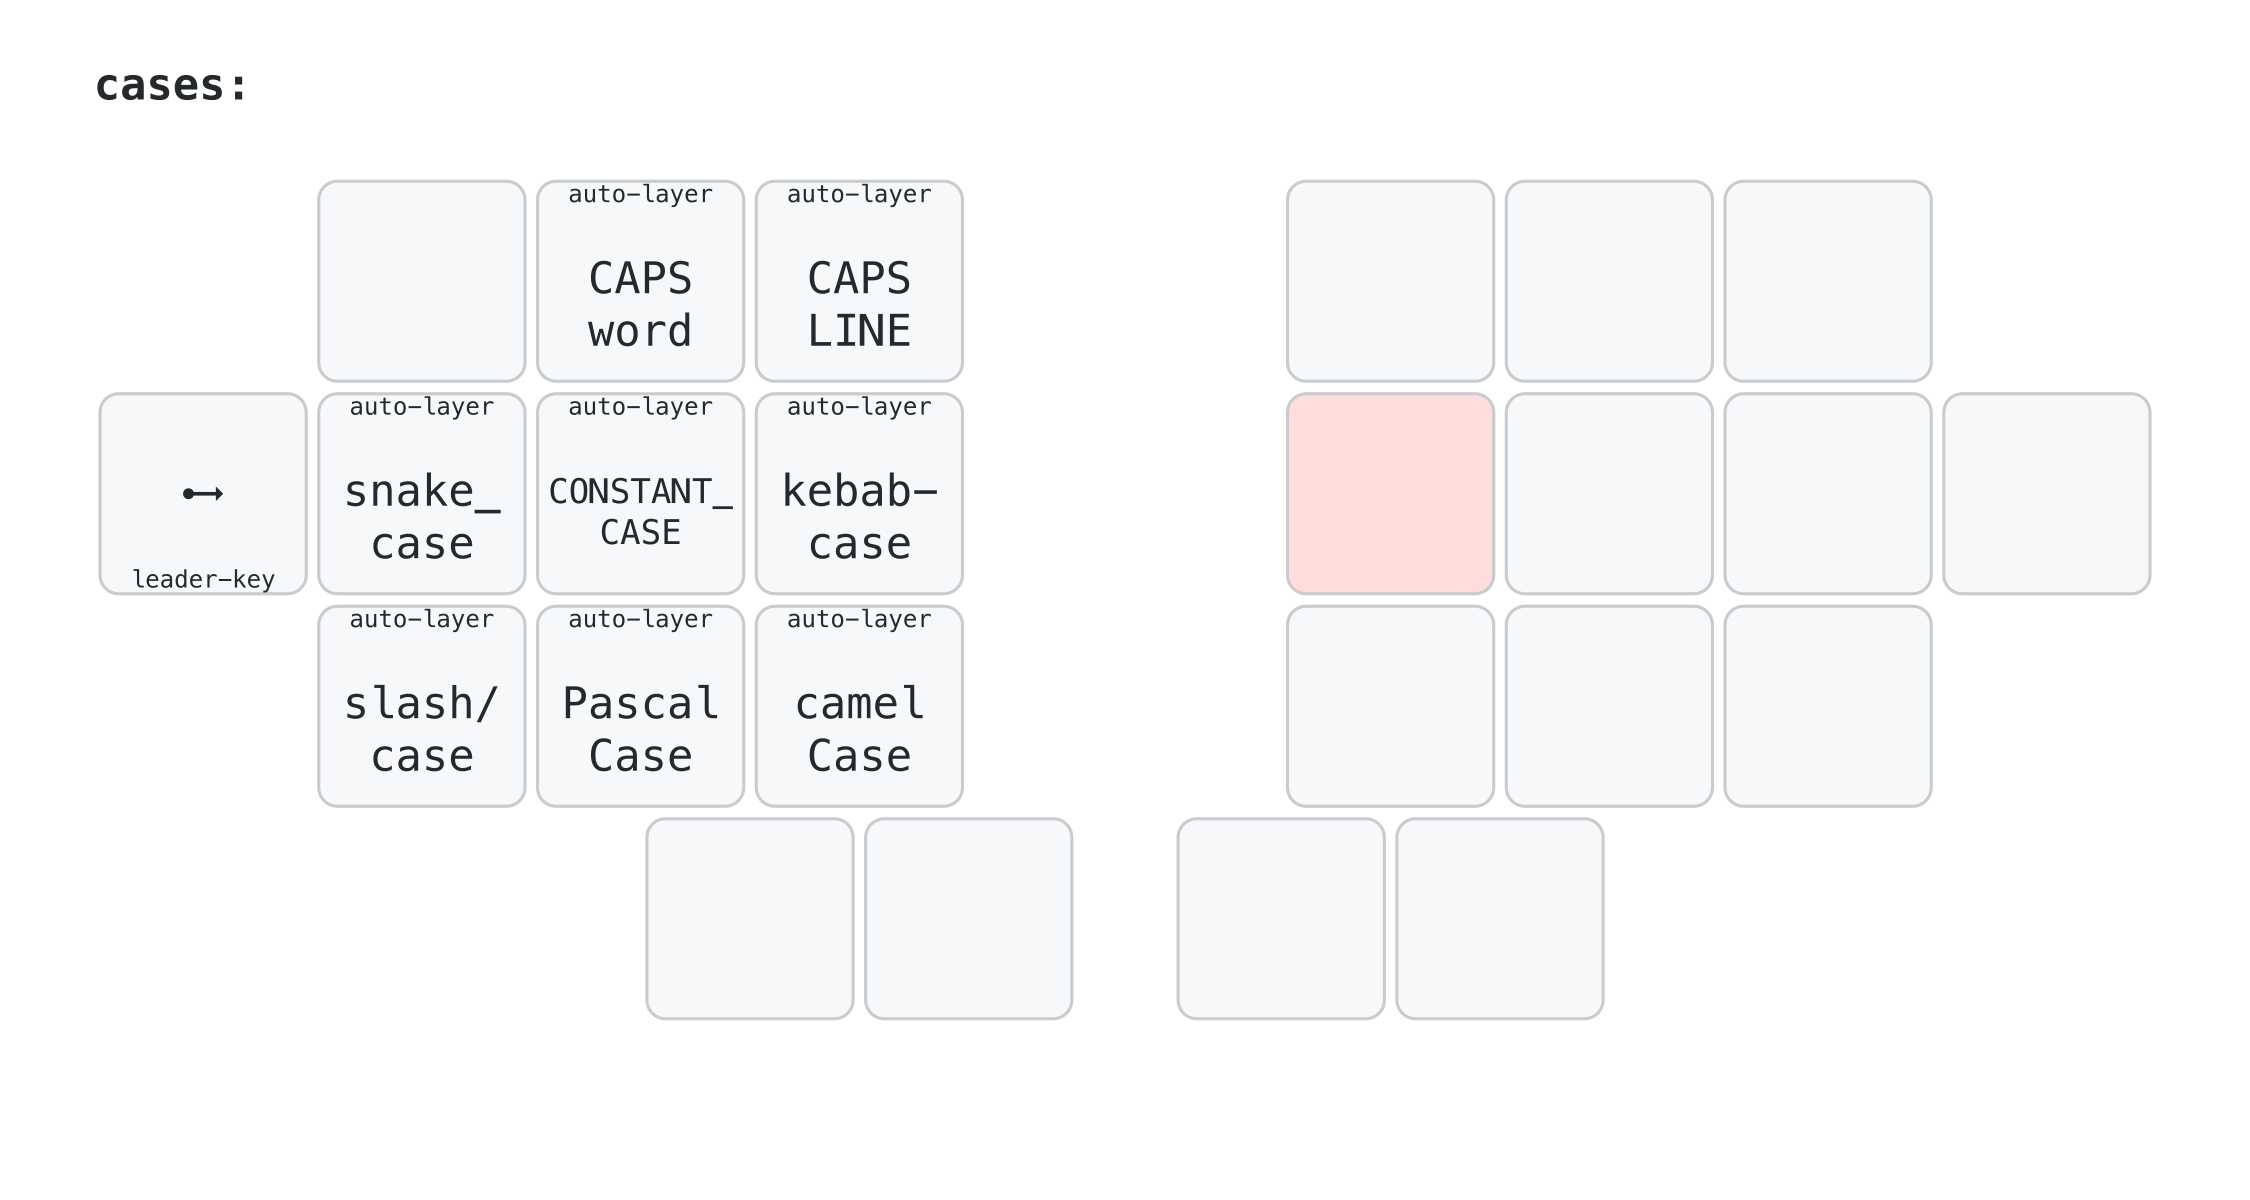 cases:
auto-layer
CAPS
word
auto-layer
CAPS
LINE
leader-key
auto-layer
snake_
case
auto-layer
CONSTANT_
CASE
auto-layer
kebab-
case
auto-layer
slash/
case
auto-layer
Pascal
Case
auto-layer
camel
Case